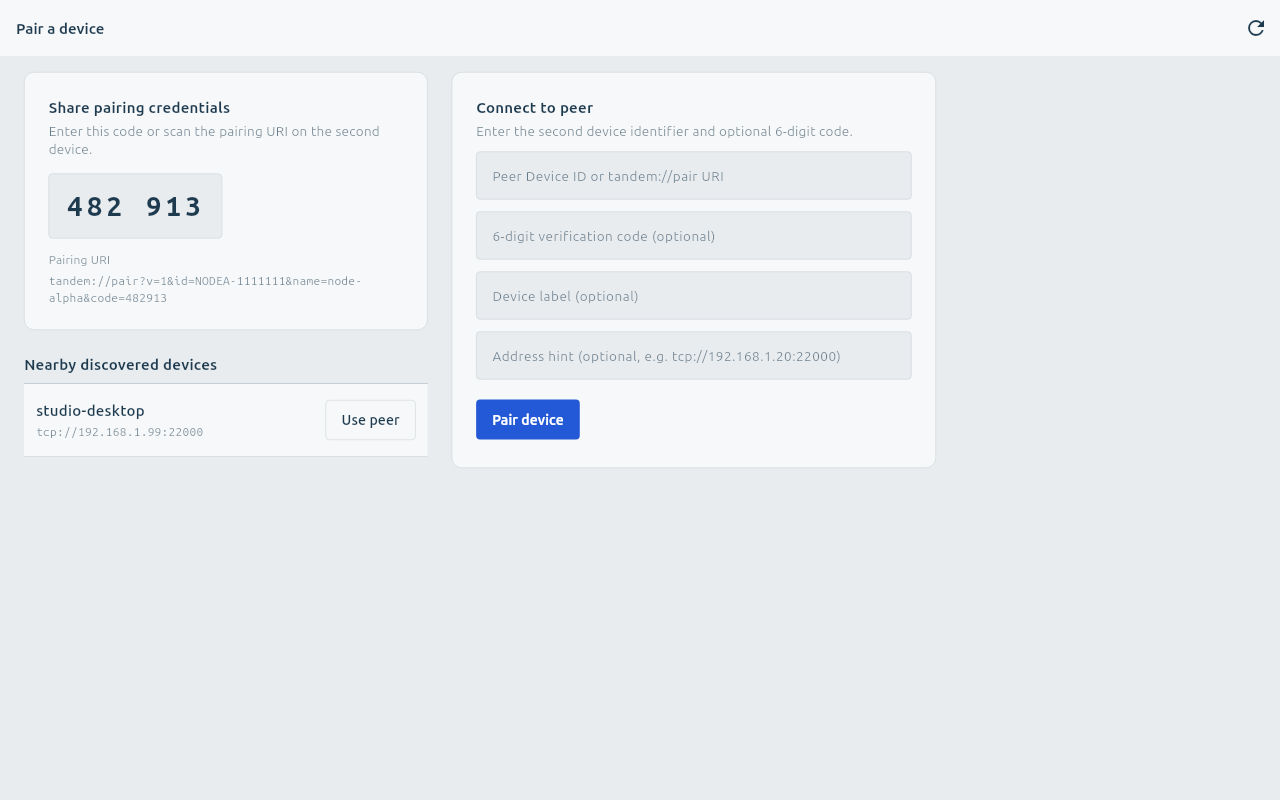 Pair a device
Share pairing credentials
Enter this code or scan the pairing URI on the second
device.
482 913
Pairing URI
tandem://pair?v=1&id=NODEA-1111111&name=node-
alpha&code=482913
Nearby discovered devices
studio-desktop
tcp://192.168.1.99:22000
Use peer
Connect to peer
Enter the second device identifier and optional 6-digit code.
Peer Device ID or tandem://pair URI
6-digit verification code (optional)
Device label (optional)
Address hint (optional, e.g. tcp://192.168.1.20:22000)
Pair device